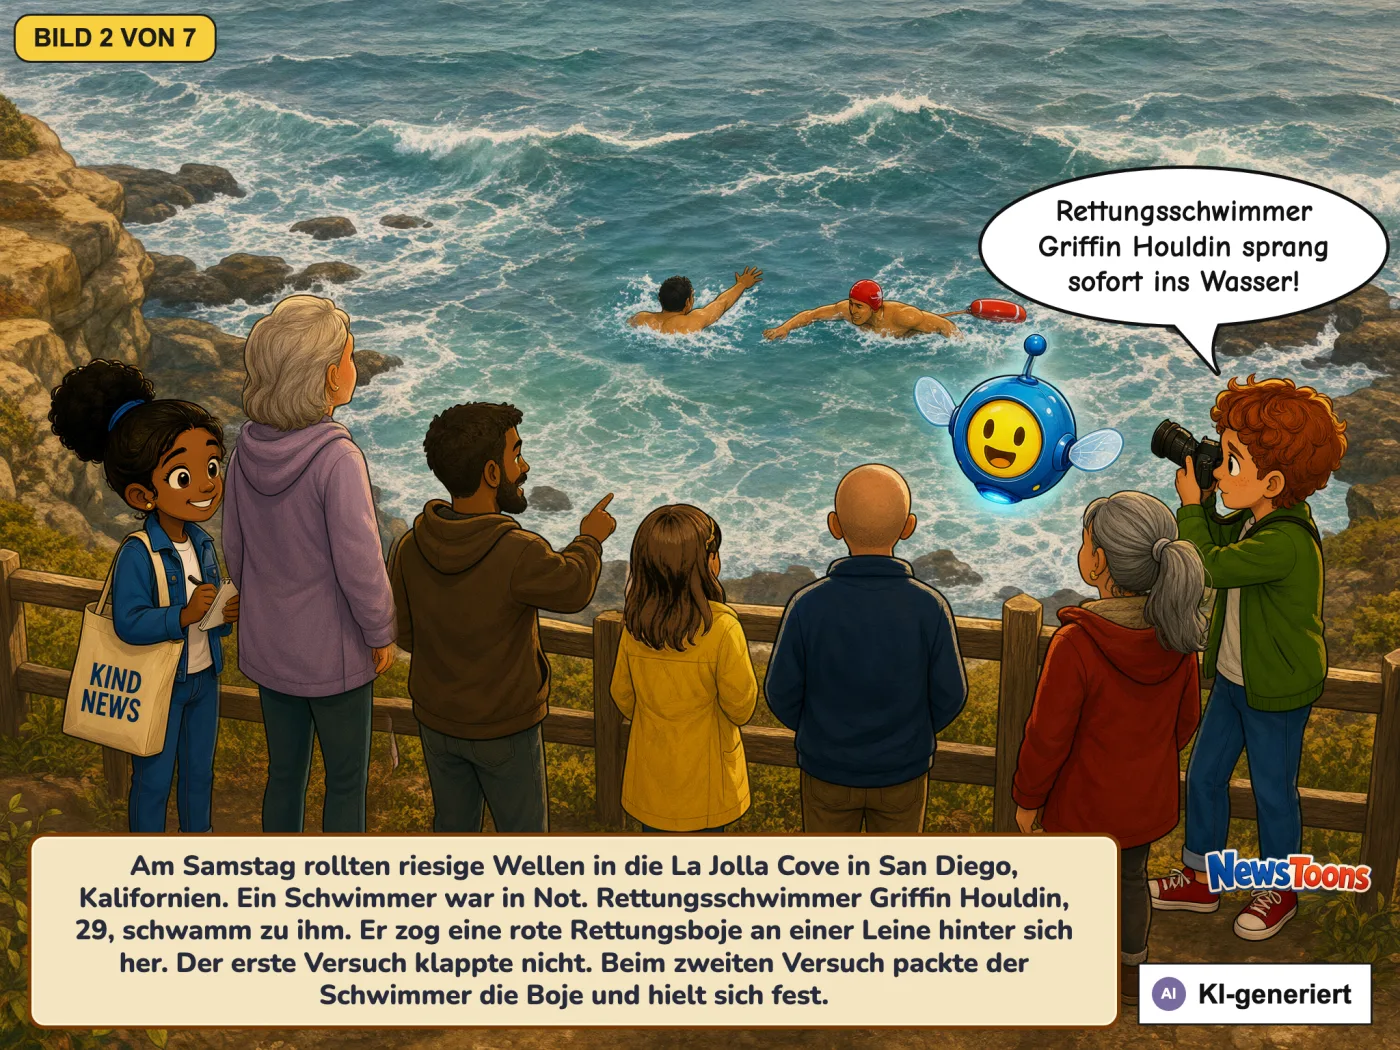 BILD 2 VON 7
Rettungsschwimmer
Griffin Houldin sprang
sofort ins Wasser!
KIND
NEWS
Am Samstag rollten riesige Wellen in die La Jolla Cove in San Diego,
Kalifornien. Ein Schwimmer war in Not. Rettungsschwimmer Griffin Houldin,
29, schwamm zu ihm. Er zog eine rote Rettungsboje an einer Leine hinter sich
her. Der erste Versuch klappte nicht. Beim zweiten Versuch packte der
Schwimmer die Boje und hielt sich fest.
NewsToons
AI KI-generiert